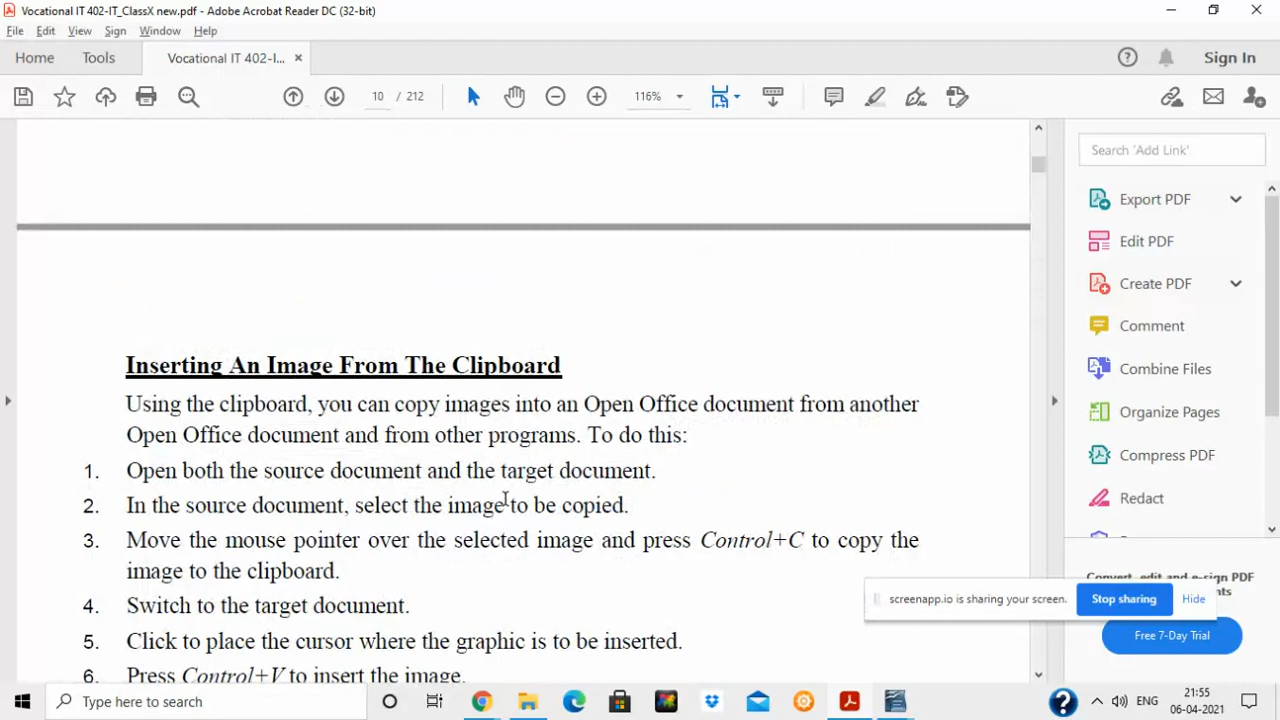 Vocational IT 402-IT_ClassX new.pdf - Adobe Acrobat Reader DC (32-bit)
File Edit View Sign Window Help
Home Tools Vocational IT 402-I... × Sign In
10 / 212 116%
Search 'Add Link'
Export PDF
Edit PDF
Create PDF
Comment
Combine Files
Organize Pages
Compress PDF
Redact
Inserting An Image From The Clipboard
Using the clipboard, you can copy images into an Open Office document from another
Open Office document and from other programs. To do this:
1. Open both the source document and the target document.
2. In the source document, select the image to be copied.
3. Move the mouse pointer over the selected image and press Control+C to copy the
image to the clipboard.
4. Switch to the target document.
5. Click to place the cursor where the graphic is to be inserted.
6. Press Control+V to insert the image.
Convert, edit and e-sign PDF
screenapp.io is sharing your screen. Stop sharing Hide
Free 7-Day Trial
Type here to search
ENG 21:55
06-04-2021